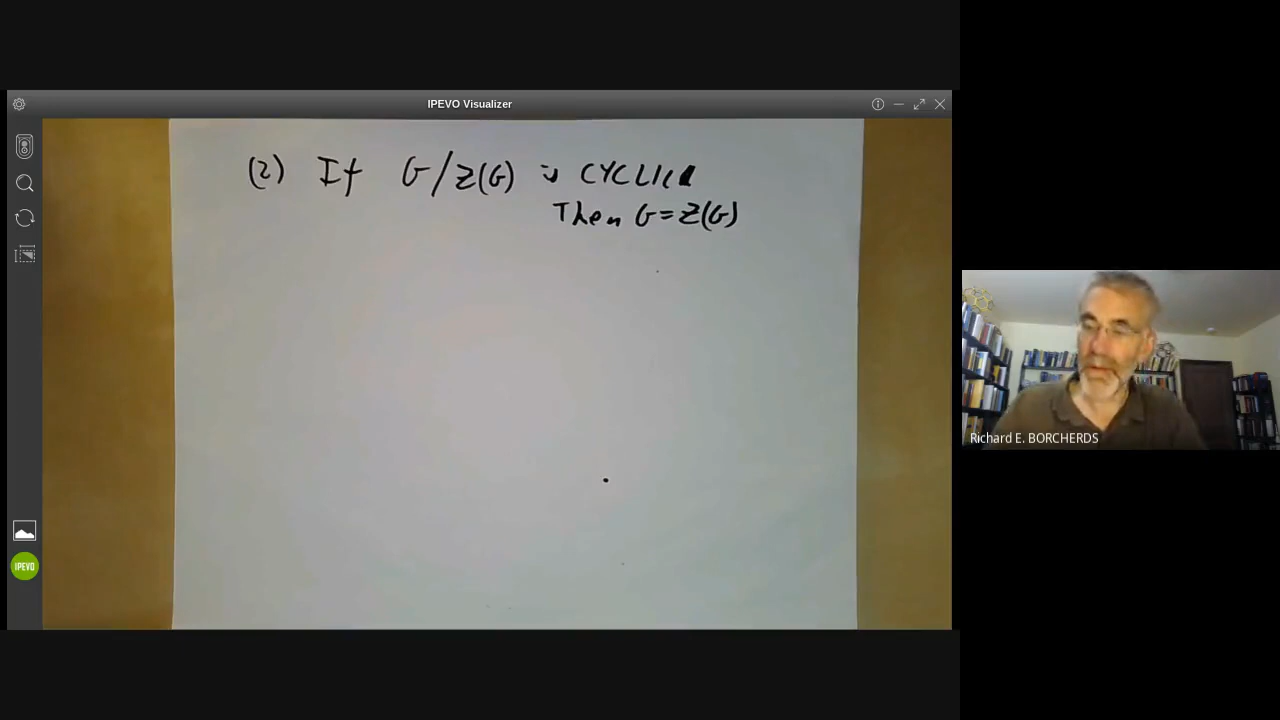 IPEVO Visualizer
(2) If G/Z(G) is CYCLIC
Then G=Z(G)
IPEVO
Richard E. BORCHERDS